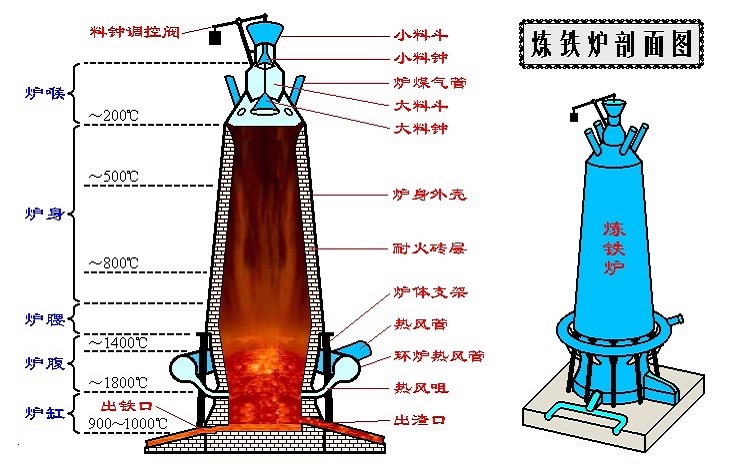 炼铁炉剖面图
料钟调控阀
小料斗
小料钟
炉喉
炉煤气管
大料斗
~200℃
大料钟
~500℃
炉身外壳
炉身
炼铁炉
耐火砖层
~800℃
炉体支架
炉腰
热风管
~1400℃
环炉热风管
炉腹
~1800℃
热风咀
出铁口
炉缸
出渣口
900~1000℃